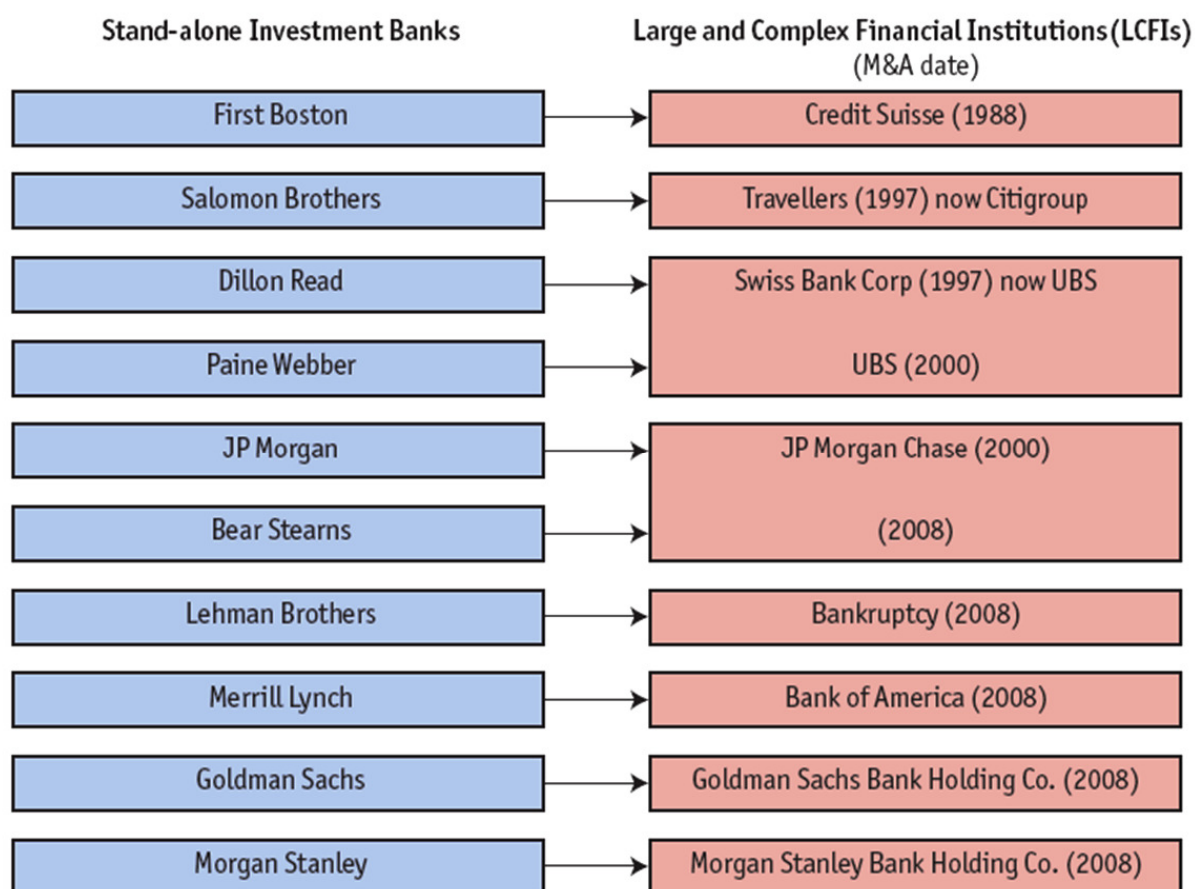 Stand-alone Investment Banks
Large and Complex Financial Institutions (LCFIs)
(M&A date)
First Boston
Credit Suisse (1988)
Salomon Brothers
Travellers (1997) now Citigroup
Dillon Read
Swiss Bank Corp (1997) now UBS
Paine Webber
UBS (2000)
JP Morgan
JP Morgan Chase (2000)
Bear Stearns
(2008)
Lehman Brothers
Bankruptcy (2008)
Merrill Lynch
Bank of America (2008)
Goldman Sachs
Goldman Sachs Bank Holding Co. (2008)
Morgan Stanley
Morgan Stanley Bank Holding Co. (2008)